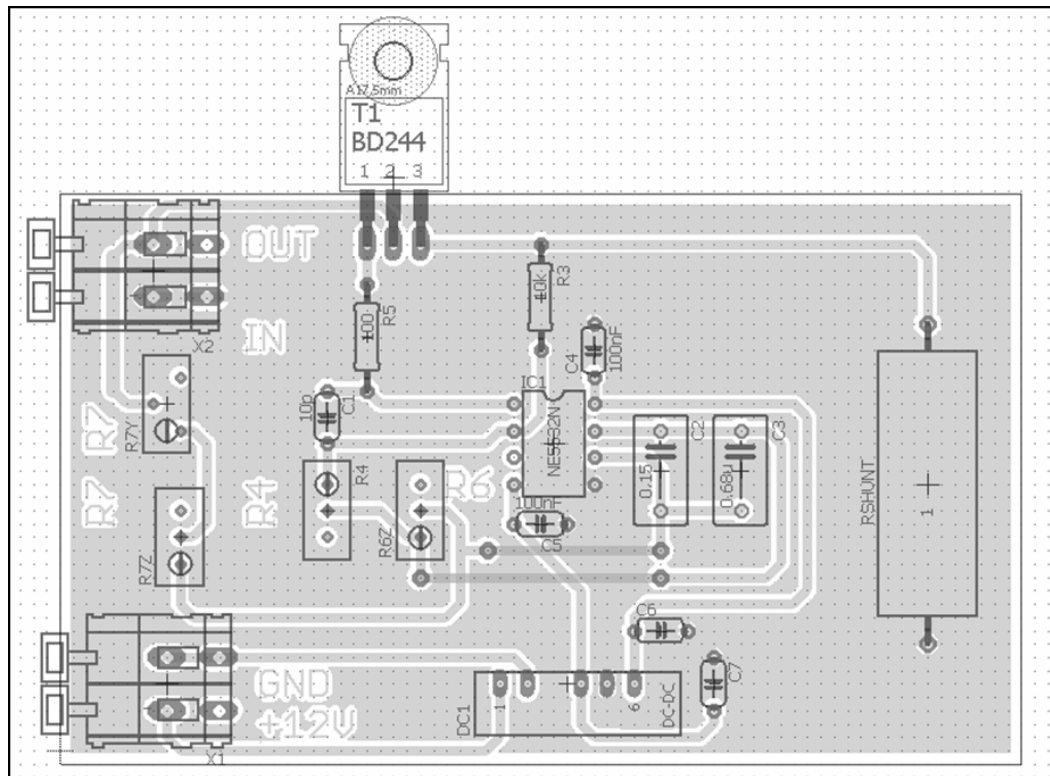 A17,5mm
T1
BD244
1 2 3
OUT
R3
10k
R5
100
X2
IN
C4
100nF
IC1
NE5532N
10p
C1
R7
R7Y
C2
0.15
C3
0.68u
RSHUNT
1
R7
R4
R4
R6
R6Z
100nF
C5
R7Z
C6
GND
+12V
C7
DC1
1
6
DC-DC
X1